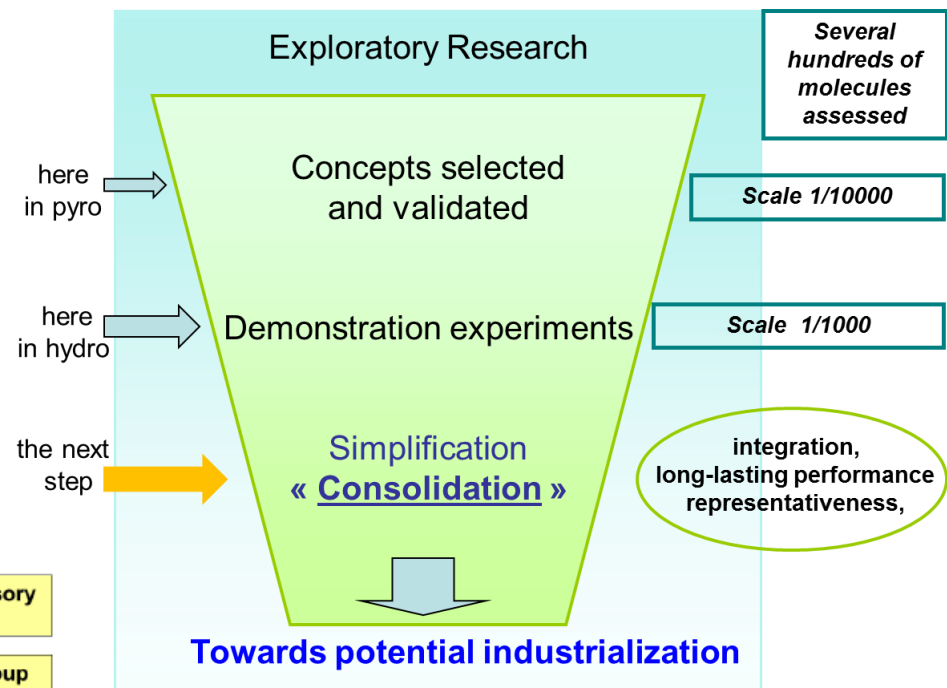 Exploratory Research
Several
hundreds of
molecules
assessed
here
in pyro
Concepts selected
and validated
Scale 1/10000
here
in hydro
Demonstration experiments
Scale 1/1000
the next
step
Simplification
« Consolidation »
integration,
long-lasting performance
representativeness,
Towards potential industrialization